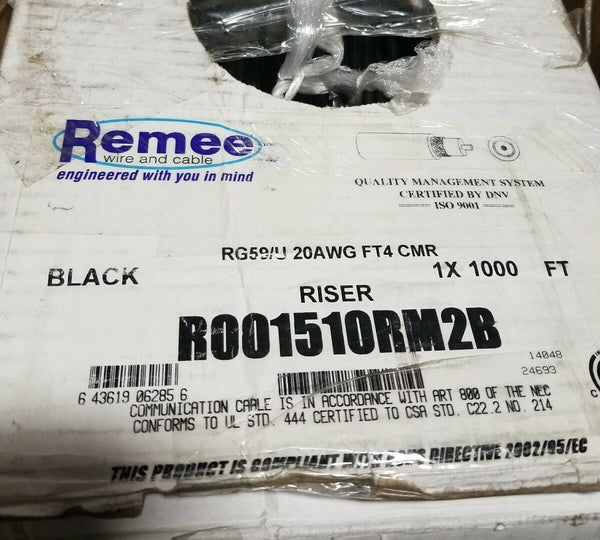 Remee
wire and cable
engineered with you in mind
QUALITY MANAGEMENT SYSTEM
CERTIFIED BY DNV
ISO 9001
RG59/U 20AWG FT4 CMR
BLACK
1X 1000 FT
RISER
R001510RM2B
14048
24693
6 43619 06285 6
COMMUNICATION CABLE IS IN ACCORDANCE WITH ART 800 OF THE NEC
CONFORMS TO UL STD. 444 CERTIFIED TO CSA STD. C22.2 NO. 214
THIS PRODUCT IS COMPLIANT WITH ROHS DIRECTIVE 2002/95/EC